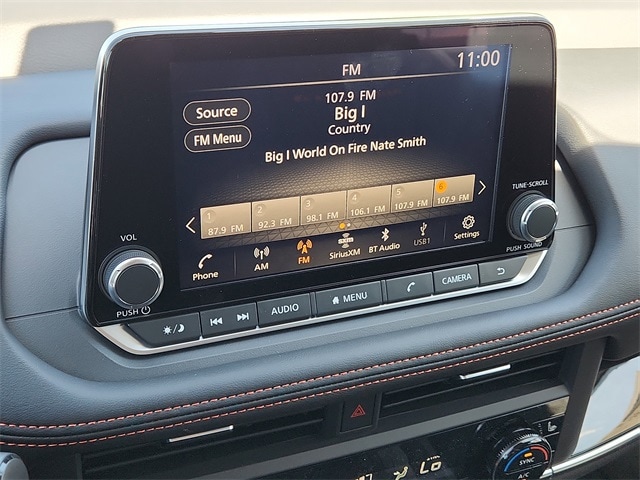 FM 11:00
107.9 FM
Source Big I
Country
FM Menu
Big I World On Fire Nate Smith
1 2 3 4 5 6
87.9 FM 92.3 FM 98.1 FM 106.1 FM 107.9 FM 107.9 FM
Phone AM FM SiriusXM BT Audio USB1 Settings
SXM
VOL
PUSH
TUNE·SCROLL
PUSH SOUND
AUDIO MENU CAMERA
Lo
SYNC
A/C